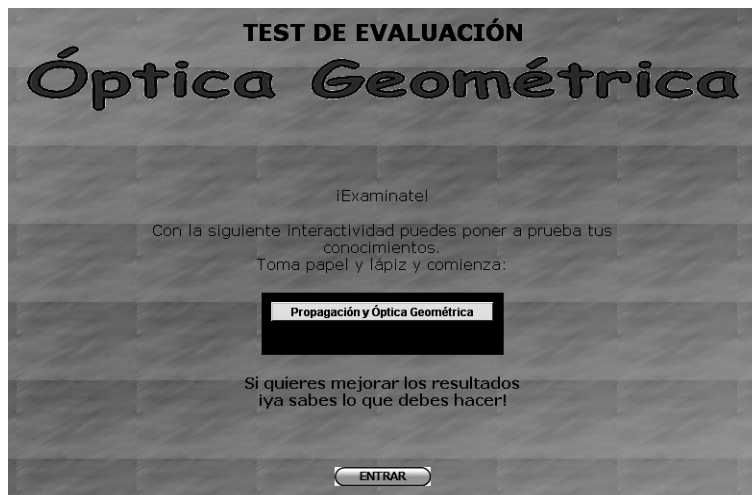 TEST DE EVALUACIÓN
Óptica Geométrica
¡Examínate!
Con la siguiente interactividad puedes poner a prueba tus
conocimientos.
Toma papel y lápiz y comienza:
Propagación y Óptica Geométrica
Si quieres mejorar los resultados
¡ya sabes lo que debes hacer!
ENTRAR